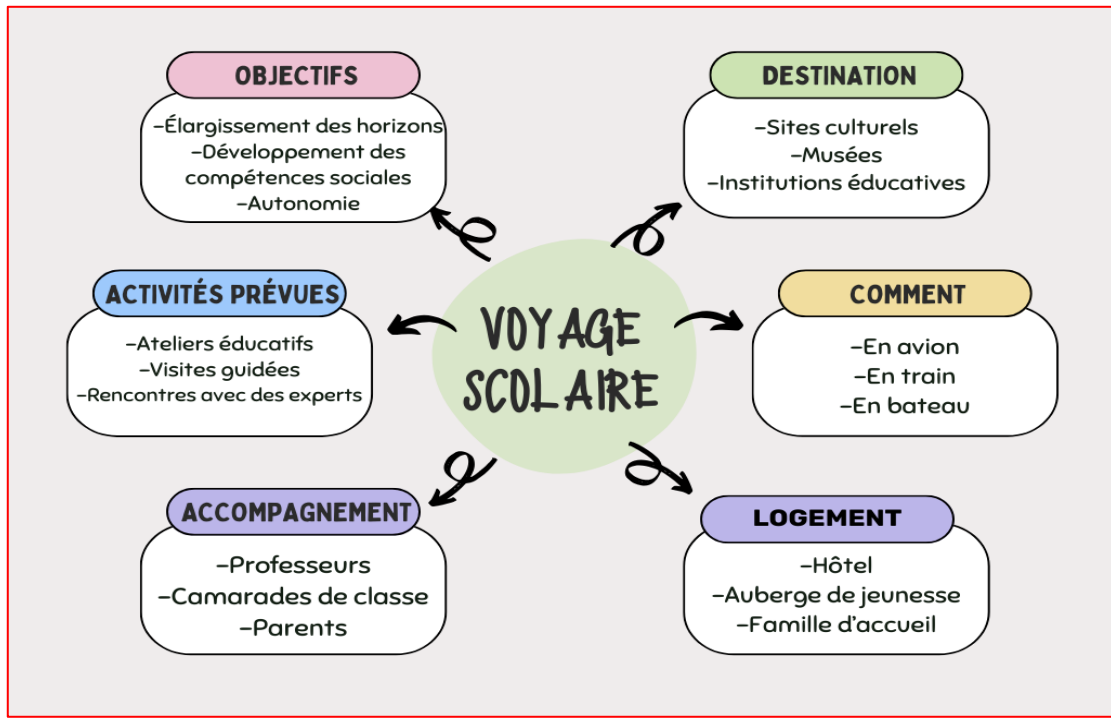 OBJECTIFS
-Élargissement des horizons
-Développement des
compétences sociales
-Autonomie
DESTINATION
-Sites culturels
-Musées
-Institutions éducatives
ACTIVITÉS PRÉVUES
-Ateliers éducatifs
-Visites guidées
-Rencontres avec des experts
VOYAGE
SCOLAIRE
COMMENT
-En avion
-En train
-En bateau
ACCOMPAGNEMENT
-Professeurs
-Camarades de classe
-Parents
LOGEMENT
-Hôtel
-Auberge de jeunesse
-Famille d'accueil